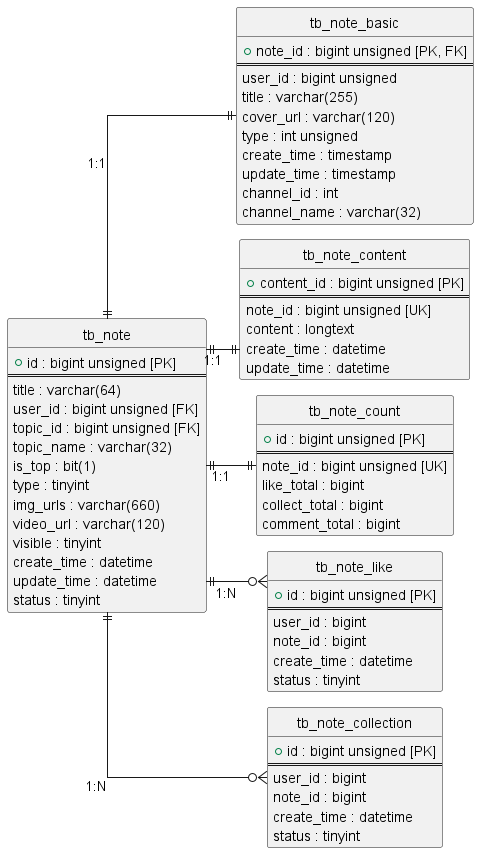 tb_note_basic
note_id : bigint unsigned [PK, FK]
user_id : bigint unsigned
title : varchar(255)
cover_url : varchar(120)
type : int unsigned
create_time : timestamp
update_time : timestamp
channel_id : int
channel_name : varchar(32)
1:1
tb_note_content
content_id : bigint unsigned [PK]
note_id : bigint unsigned [UK]
content : longtext
create_time : datetime
update_time : datetime
1:1
tb_note
id : bigint unsigned [PK]
title : varchar(64)
user_id : bigint unsigned [FK]
topic_id : bigint unsigned [FK]
topic_name : varchar(32)
is_top : bit(1)
type : tinyint
img_urls : varchar(660)
video_url : varchar(120)
visible : tinyint
create_time : datetime
update_time : datetime
status : tinyint
tb_note_count
id : bigint unsigned [PK]
note_id : bigint unsigned [UK]
like_total : bigint
collect_total : bigint
comment_total : bigint
1:1
tb_note_like
id : bigint unsigned [PK]
user_id : bigint
note_id : bigint
create_time : datetime
status : tinyint
1:N
tb_note_collection
id : bigint unsigned [PK]
user_id : bigint
note_id : bigint
create_time : datetime
status : tinyint
1:N